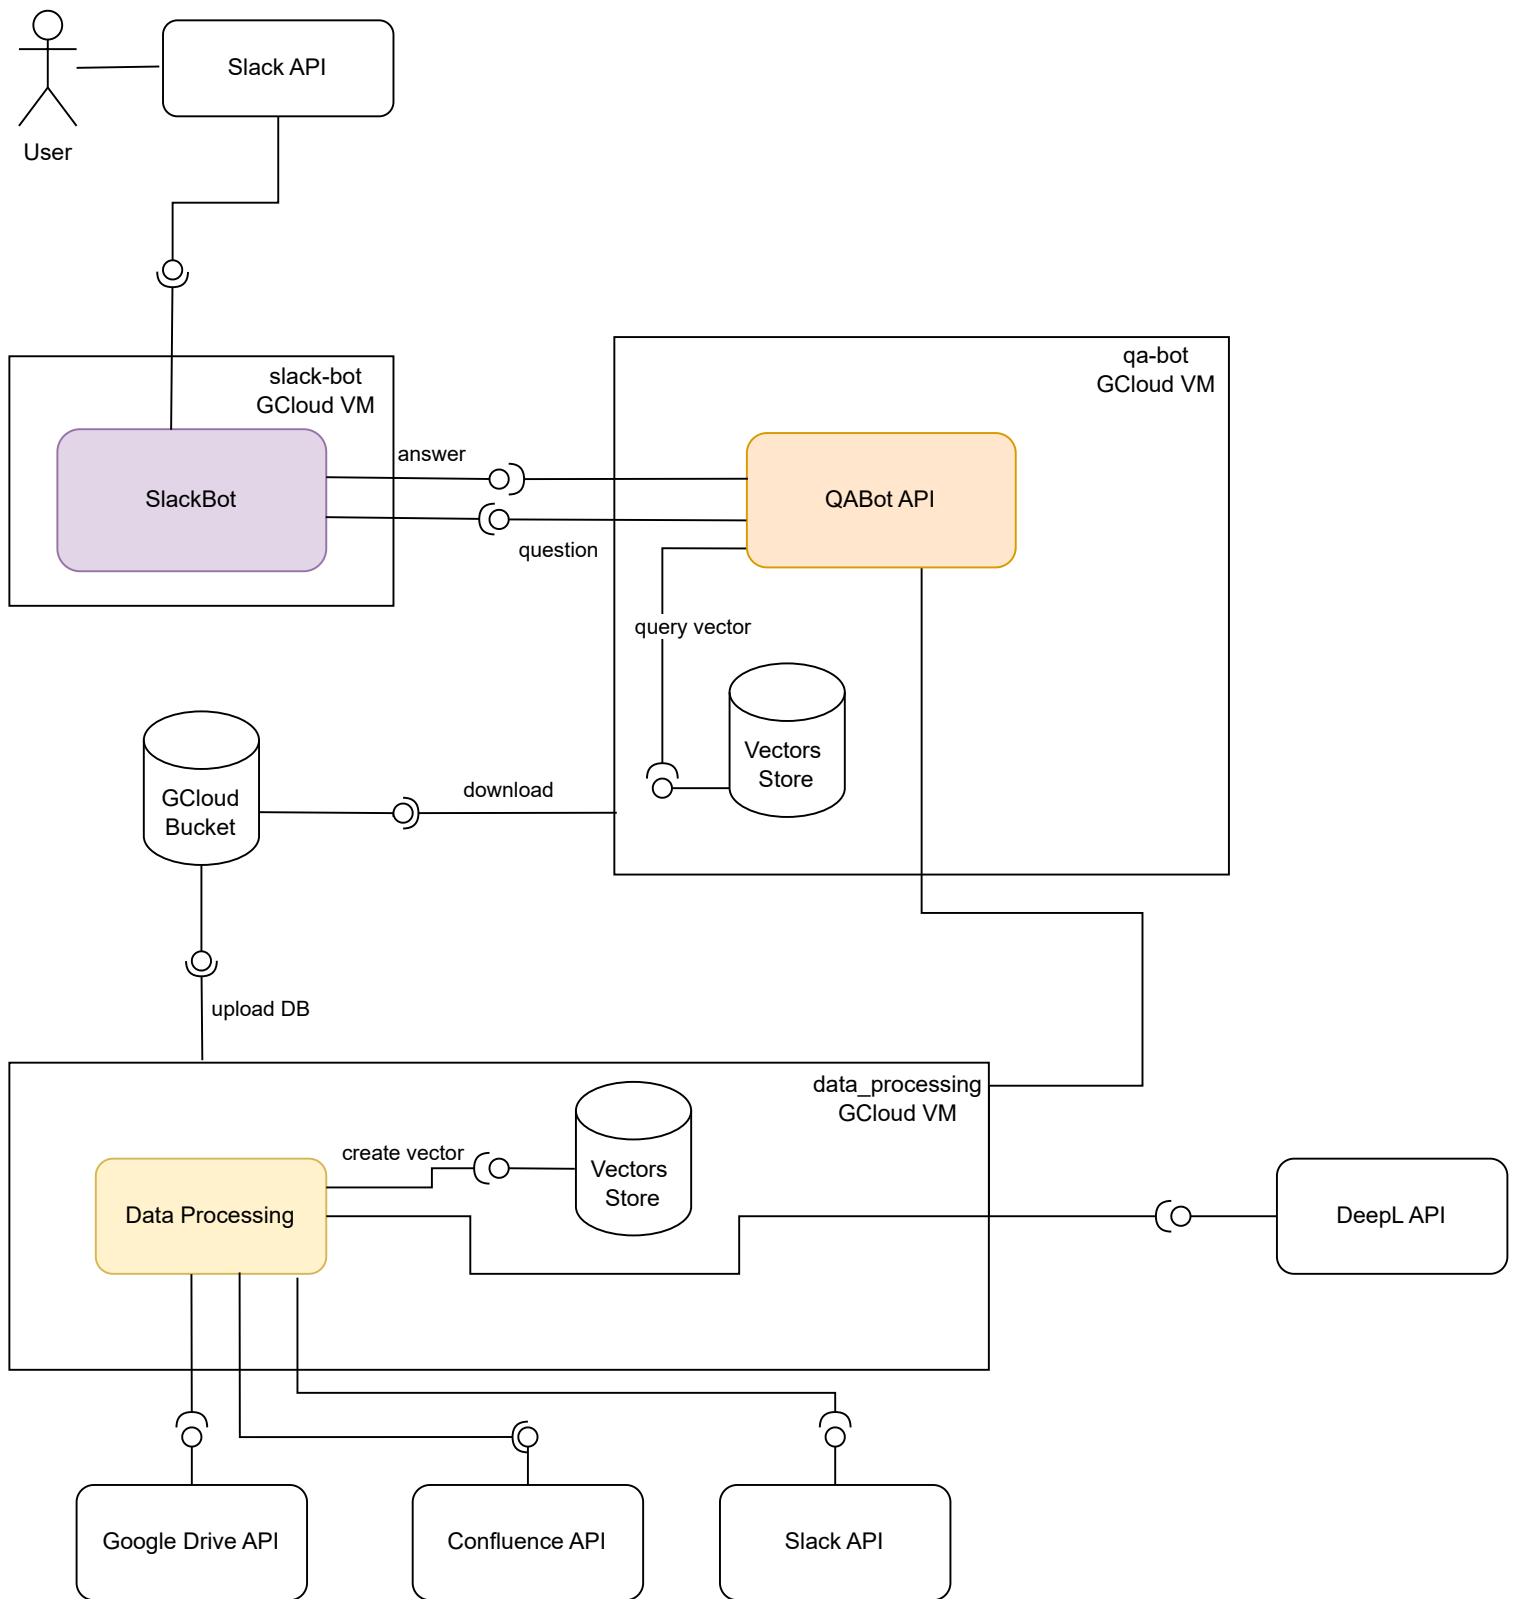 Slack API
User
slack-bot
GCloud VM
SlackBot
answer
question
qa-bot
GCloud VM
QABot API
query vector
Vectors
Store
GCloud
Bucket
download
upload DB
data_processing
GCloud VM
create vector
Vectors
Store
Data Processing
DeepL API
Google Drive API
Confluence API
Slack API